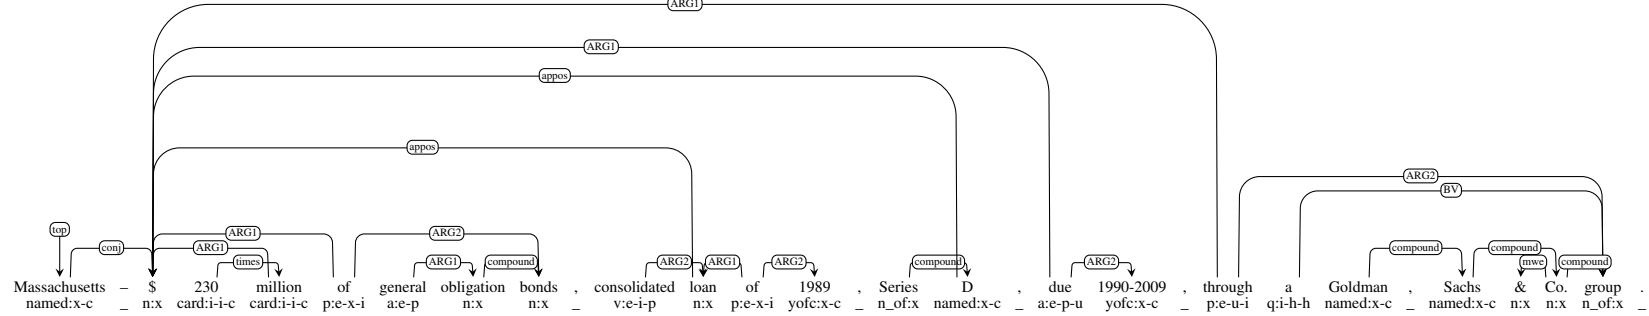 ARG1
ARG1
appos
appos
ARG2
BV
top
ARG1
ARG2
conj
ARG1
compound
compound
times
ARG1
compound
ARG2
ARG1
ARG2
compound
ARG2
mwe
compound
Massachusetts – $ 230 million of general obligation bonds , consolidated loan of 1989 , Series D , due 1990-2009 , through a Goldman , Sachs & Co. group .
named:x-c _ n:x card:i-i-c card:i-i-c p:e-x-i a:e-p n:x n:x _ v:e-i-p n:x p:e-x-i yofc:x-c _ n_of:x named:x-c _ a:e-p-u yofc:x-c _ p:e-u-i q:i-h-h named:x-c _ named:x-c n:x n:x n_of:x _